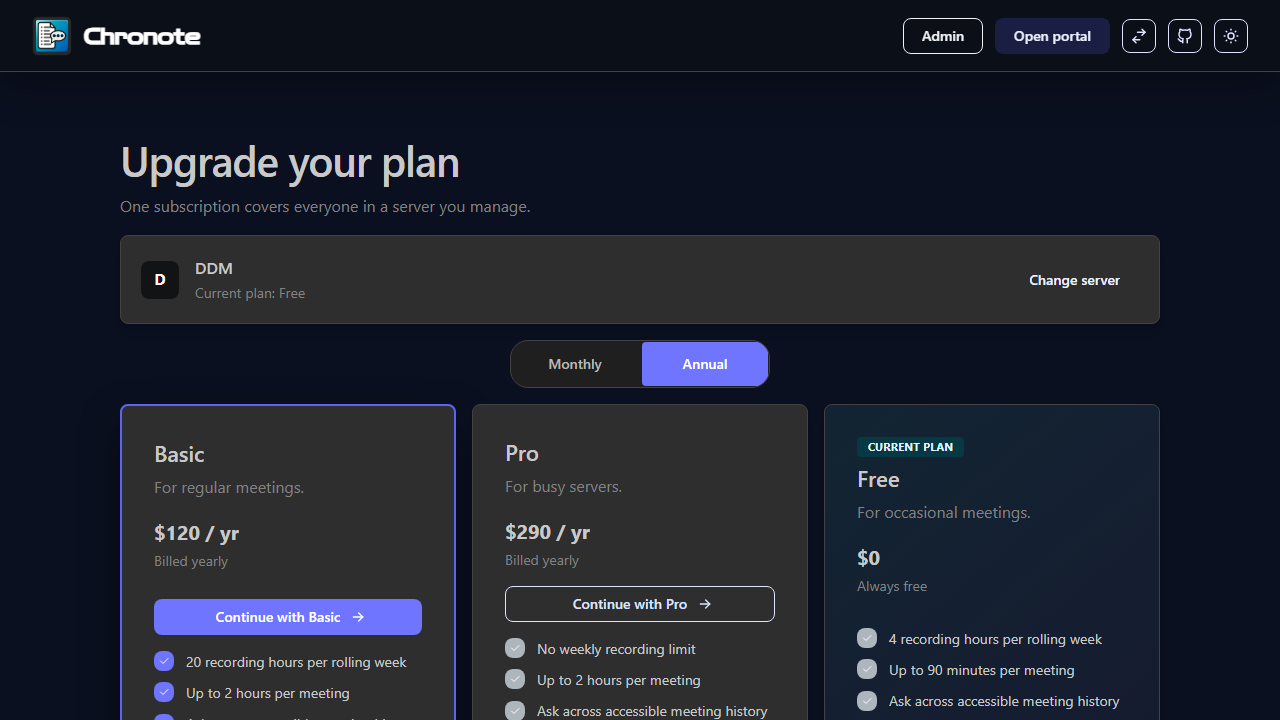 Chronote
Admin
Open portal
Upgrade your plan
One subscription covers everyone in a server you manage.
D
DDM
Current plan: Free
Change server
Monthly
Annual
Basic
For regular meetings.
$120 / yr
Billed yearly
Continue with Basic →
20 recording hours per rolling week
Up to 2 hours per meeting
Pro
For busy servers.
$290 / yr
Billed yearly
Continue with Pro →
No weekly recording limit
Up to 2 hours per meeting
Ask across accessible meeting history
CURRENT PLAN
Free
For occasional meetings.
$0
Always free
4 recording hours per rolling week
Up to 90 minutes per meeting
Ask across accessible meeting history